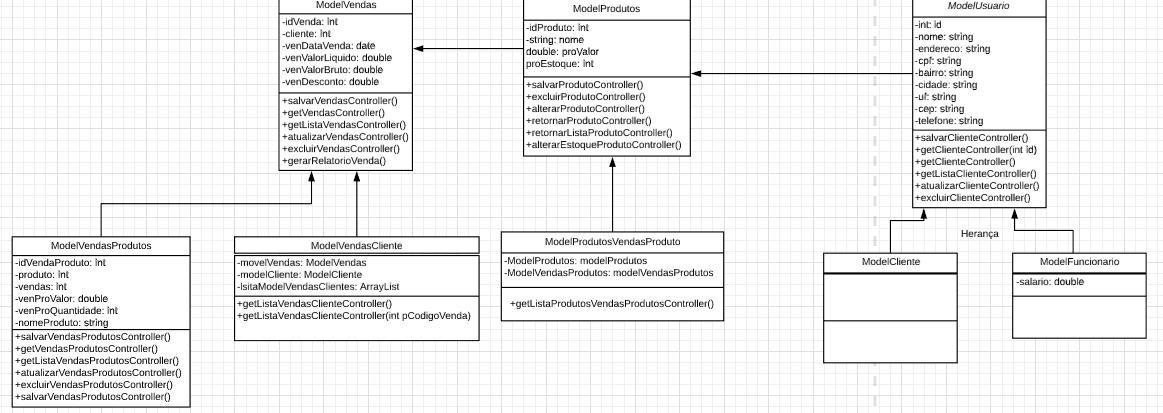 ModelVendas
-idVenda: int
-cliente: int
-venDataVenda: date
-venValorLiquido: double
-venValorBruto: double
-venDesconto: double
+salvarVendasController()
+getVendasController()
+getListaVendasController()
+atualizarVendasController()
+excluirVendasController()
+gerarRelatorioVenda()
ModelProdutos
-idProduto: int
-string: nome
double: proValor
proEstoque: int
+salvarProdutoController()
+excluirProdutoController()
+alterarProdutoController()
+retornarProdutoController()
+retornarListaProdutoController()
+alterarEstoqueProdutoController()
ModelUsuario
-int: id
-nome: string
-endereco: string
-cpf: string
-bairro: string
-cidade: string
-uf: string
-cep: string
-telefone: string
+salvarClienteController()
+getClienteController(int id)
+getClienteController()
+getListaClienteController()
+atualizarClienteController()
+excluirClienteController()
Herança
ModelVendasProdutos
-idVendaProduto: int
-produto: int
-vendas: int
-venProValor: double
-venProQuantidade: int
-nomeProduto: string
+salvarVendasProdutosController()
+getVendasProdutosController()
+getListaVendasProdutosController()
+atualizarVendasProdutosController()
+excluirVendasProdutosController()
+salvarVendasProdutosController()
ModelVendasCliente
-movelVendas: ModelVendas
-modelCliente: ModelCliente
-lsitaModelVendasClientes: ArrayList
+getListaVendasClienteController()
+getListaVendasClienteController(int pCodigoVenda)
ModelProdutosVendasProduto
-ModelProdutos: modelProdutos
-ModelVendasProdutos: modelVendasProdutos
+getListaProdutosVendasProdutosController()
ModelCliente
ModelFuncionario
-salario: double